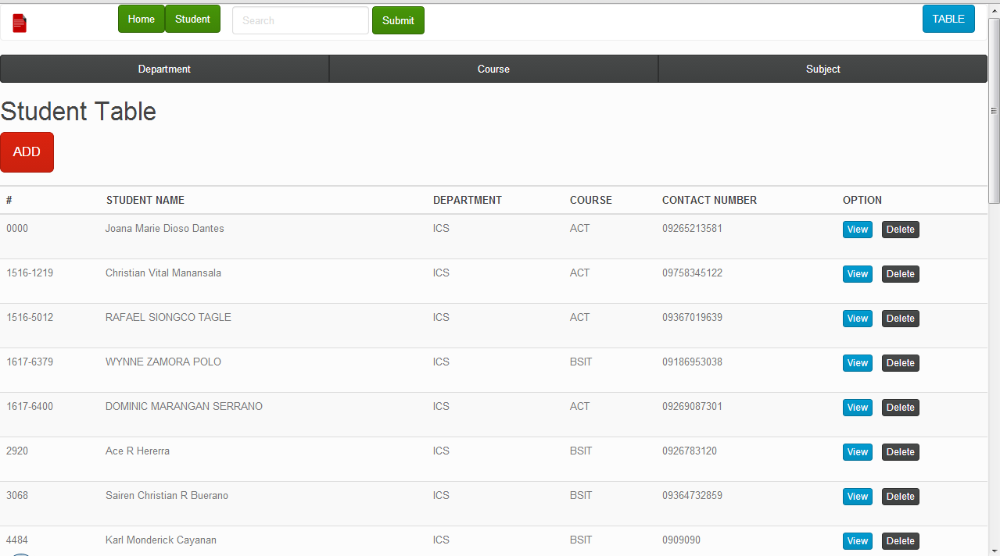 Home Student Search Submit TABLE
Department Course Subject
Student Table
ADD
# STUDENT NAME DEPARTMENT COURSE CONTACT NUMBER OPTION
0000 Joana Marie Dioso Dantes ICS ACT 09265213581 View Delete
1516-1219 Christian Vital Manansala ICS ACT 09758345122 View Delete
1516-5012 RAFAEL SIONGCO TAGLE ICS ACT 09367019639 View Delete
1617-6379 WYNNE ZAMORA POLO ICS BSIT 09186953038 View Delete
1617-6400 DOMINIC MARANGAN SERRANO ICS ACT 09269087301 View Delete
2920 Ace R Hererra ICS BSIT 0926783120 View Delete
3068 Sairen Christian R Buerano ICS BSIT 09364732859 View Delete
4484 Karl Monderick Cayanan ICS BSIT 0909090 View Delete